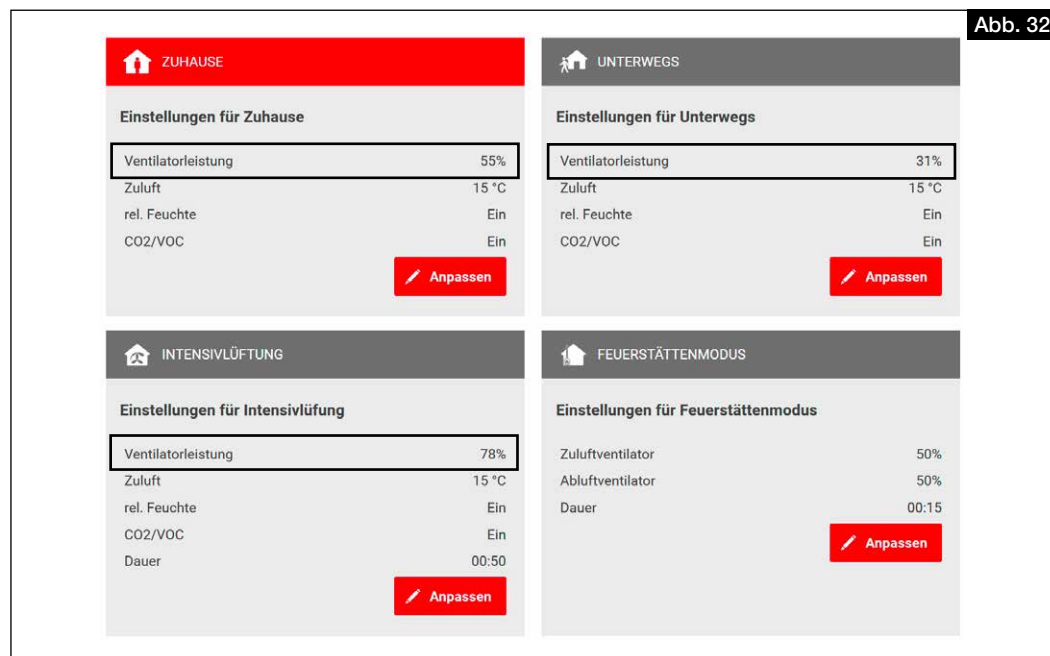 Abb. 32
ZUHAUSE
Einstellungen für Zuhause
Ventilatorleistung 55%
Zuluft 15 °C
rel. Feuchte Ein
CO2/VOC Ein
Anpassen
UNTERWEGS
Einstellungen für Unterwegs
Ventilatorleistung 31%
Zuluft 15 °C
rel. Feuchte Ein
CO2/VOC Ein
Anpassen
INTENSIVLÜFTUNG
Einstellungen für Intensivlüfung
Ventilatorleistung 78%
Zuluft 15 °C
rel. Feuchte Ein
CO2/VOC Ein
Dauer 00:50
Anpassen
FEUERSTÄTTENMODUS
Einstellungen für Feuerstättenmodus
Zuluftventilator 50%
Abluftventilator 50%
Dauer 00:15
Anpassen